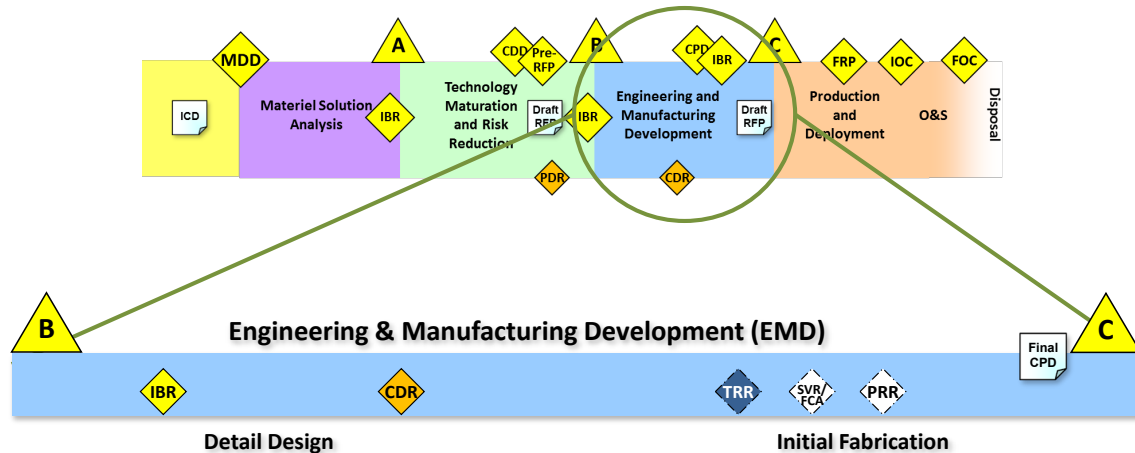 A
B
C
MDD
CDD
Pre-
RFP
CPD
IBR
FRP
IOC
FOC
ICD
Materiel Solution
Analysis
IBR
Technology
Maturation
and Risk
Reduction
Draft
RFP
IBR
Engineering and
Manufacturing
Development
Draft
RFP
Production
and
Deployment
O&S
Disposal
PDR
CDR
B
Engineering & Manufacturing Development (EMD)
C
Final
CPD
IBR
CDR
TRR
SVR/
FCA
PRR
Detail Design
Initial Fabrication